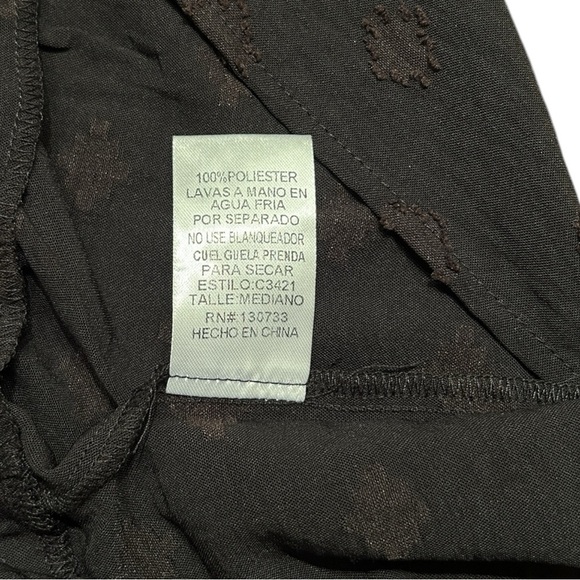 100%POLIESTER
LAVAS A MANO EN
AGUA FRIA
POR SEPARADO
NO USE BLANQUEADOR
CUELGUELA PRENDA
PARA SECAR
ESTILO:C3421
TALLE:MEDIANO
RN#:130733
HECHO EN CHINA